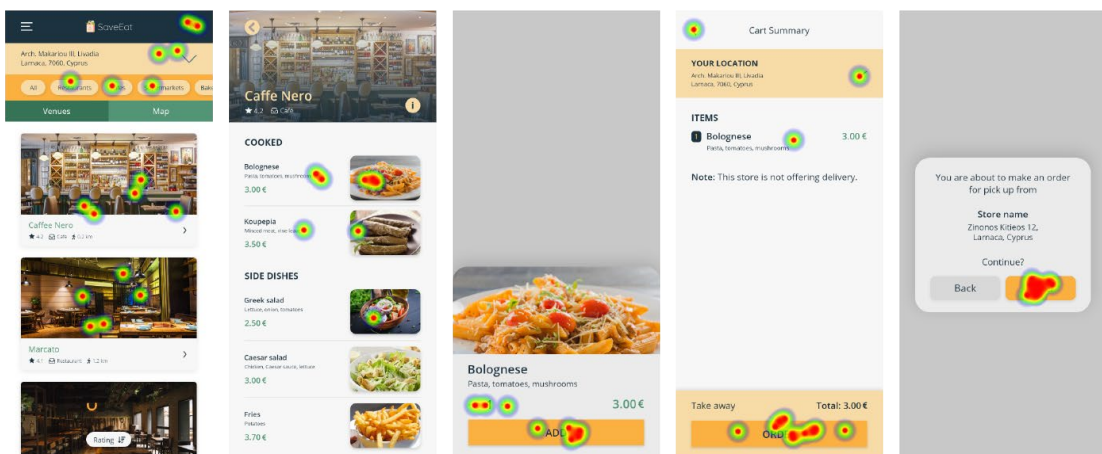 SaveEat
Arch. Makariou III, Livadia
Larnaca, 7060, Cyprus
All
Venues
Map
Caffee Nero
4.2 Cafe 0.2 km
Marcato
4.1 Restaurant 1.2 km
Rating
Caffe Nero
4.2 Cafe
i
COOKED
Bolognese
Pasta, tomatoes, mushrooms
3.00 €
Koupepia
Minced meat,
3.50 €
SIDE DISHES
Greek salad
Lettuce, onion, tomatoes
2.50 €
Caesar salad
Chicken, Caesar sauce, lettuce
3.00 €
Fries
Potatoes
3.70 €
Bolognese
Pasta, tomatoes, mushrooms
3.00 €
ADD
Cart Summary
YOUR LOCATION
Arch. Makariou III, Livadia
Larnaca, 7060, Cyprus
ITEMS
1 Bolognese 3.00 €
Pasta, tomatoes, mushrooms
Note: This store is not offering delivery.
Take away Total: 3.00 €
You are about to make an order
for pick up from
Store name
Zinonos Kitieos 12,
Larnaca, Cyprus
Continue?
Back